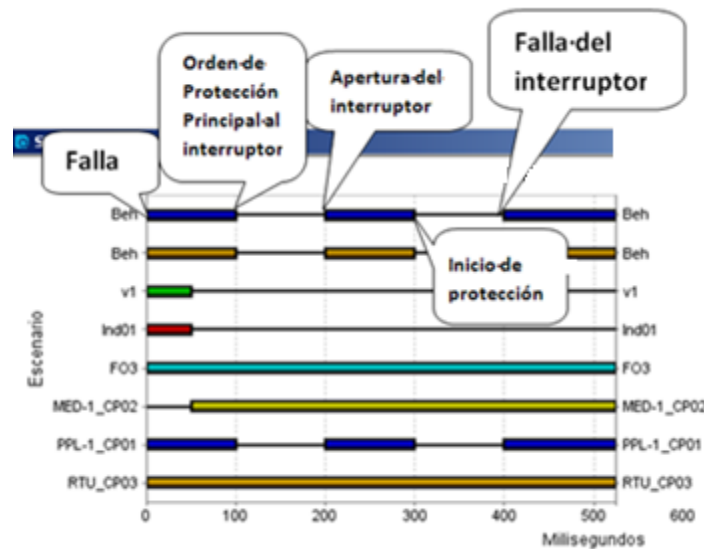 Orden de
Protección
Principal al
interruptor
Apertura del
interruptor
Falla del
interruptor
Falla
Inicio de
protección
Escenario
Beh
Beh
Beh
v1
v1
Ind01
Ind01
FO3
FO3
MED-1_CP02
MED-1_CP02
PPL-1_CP01
PPL-1_CP01
RTU_CP03
RTU_CP03
0 100 200 300 400 500 600
Millisegundos